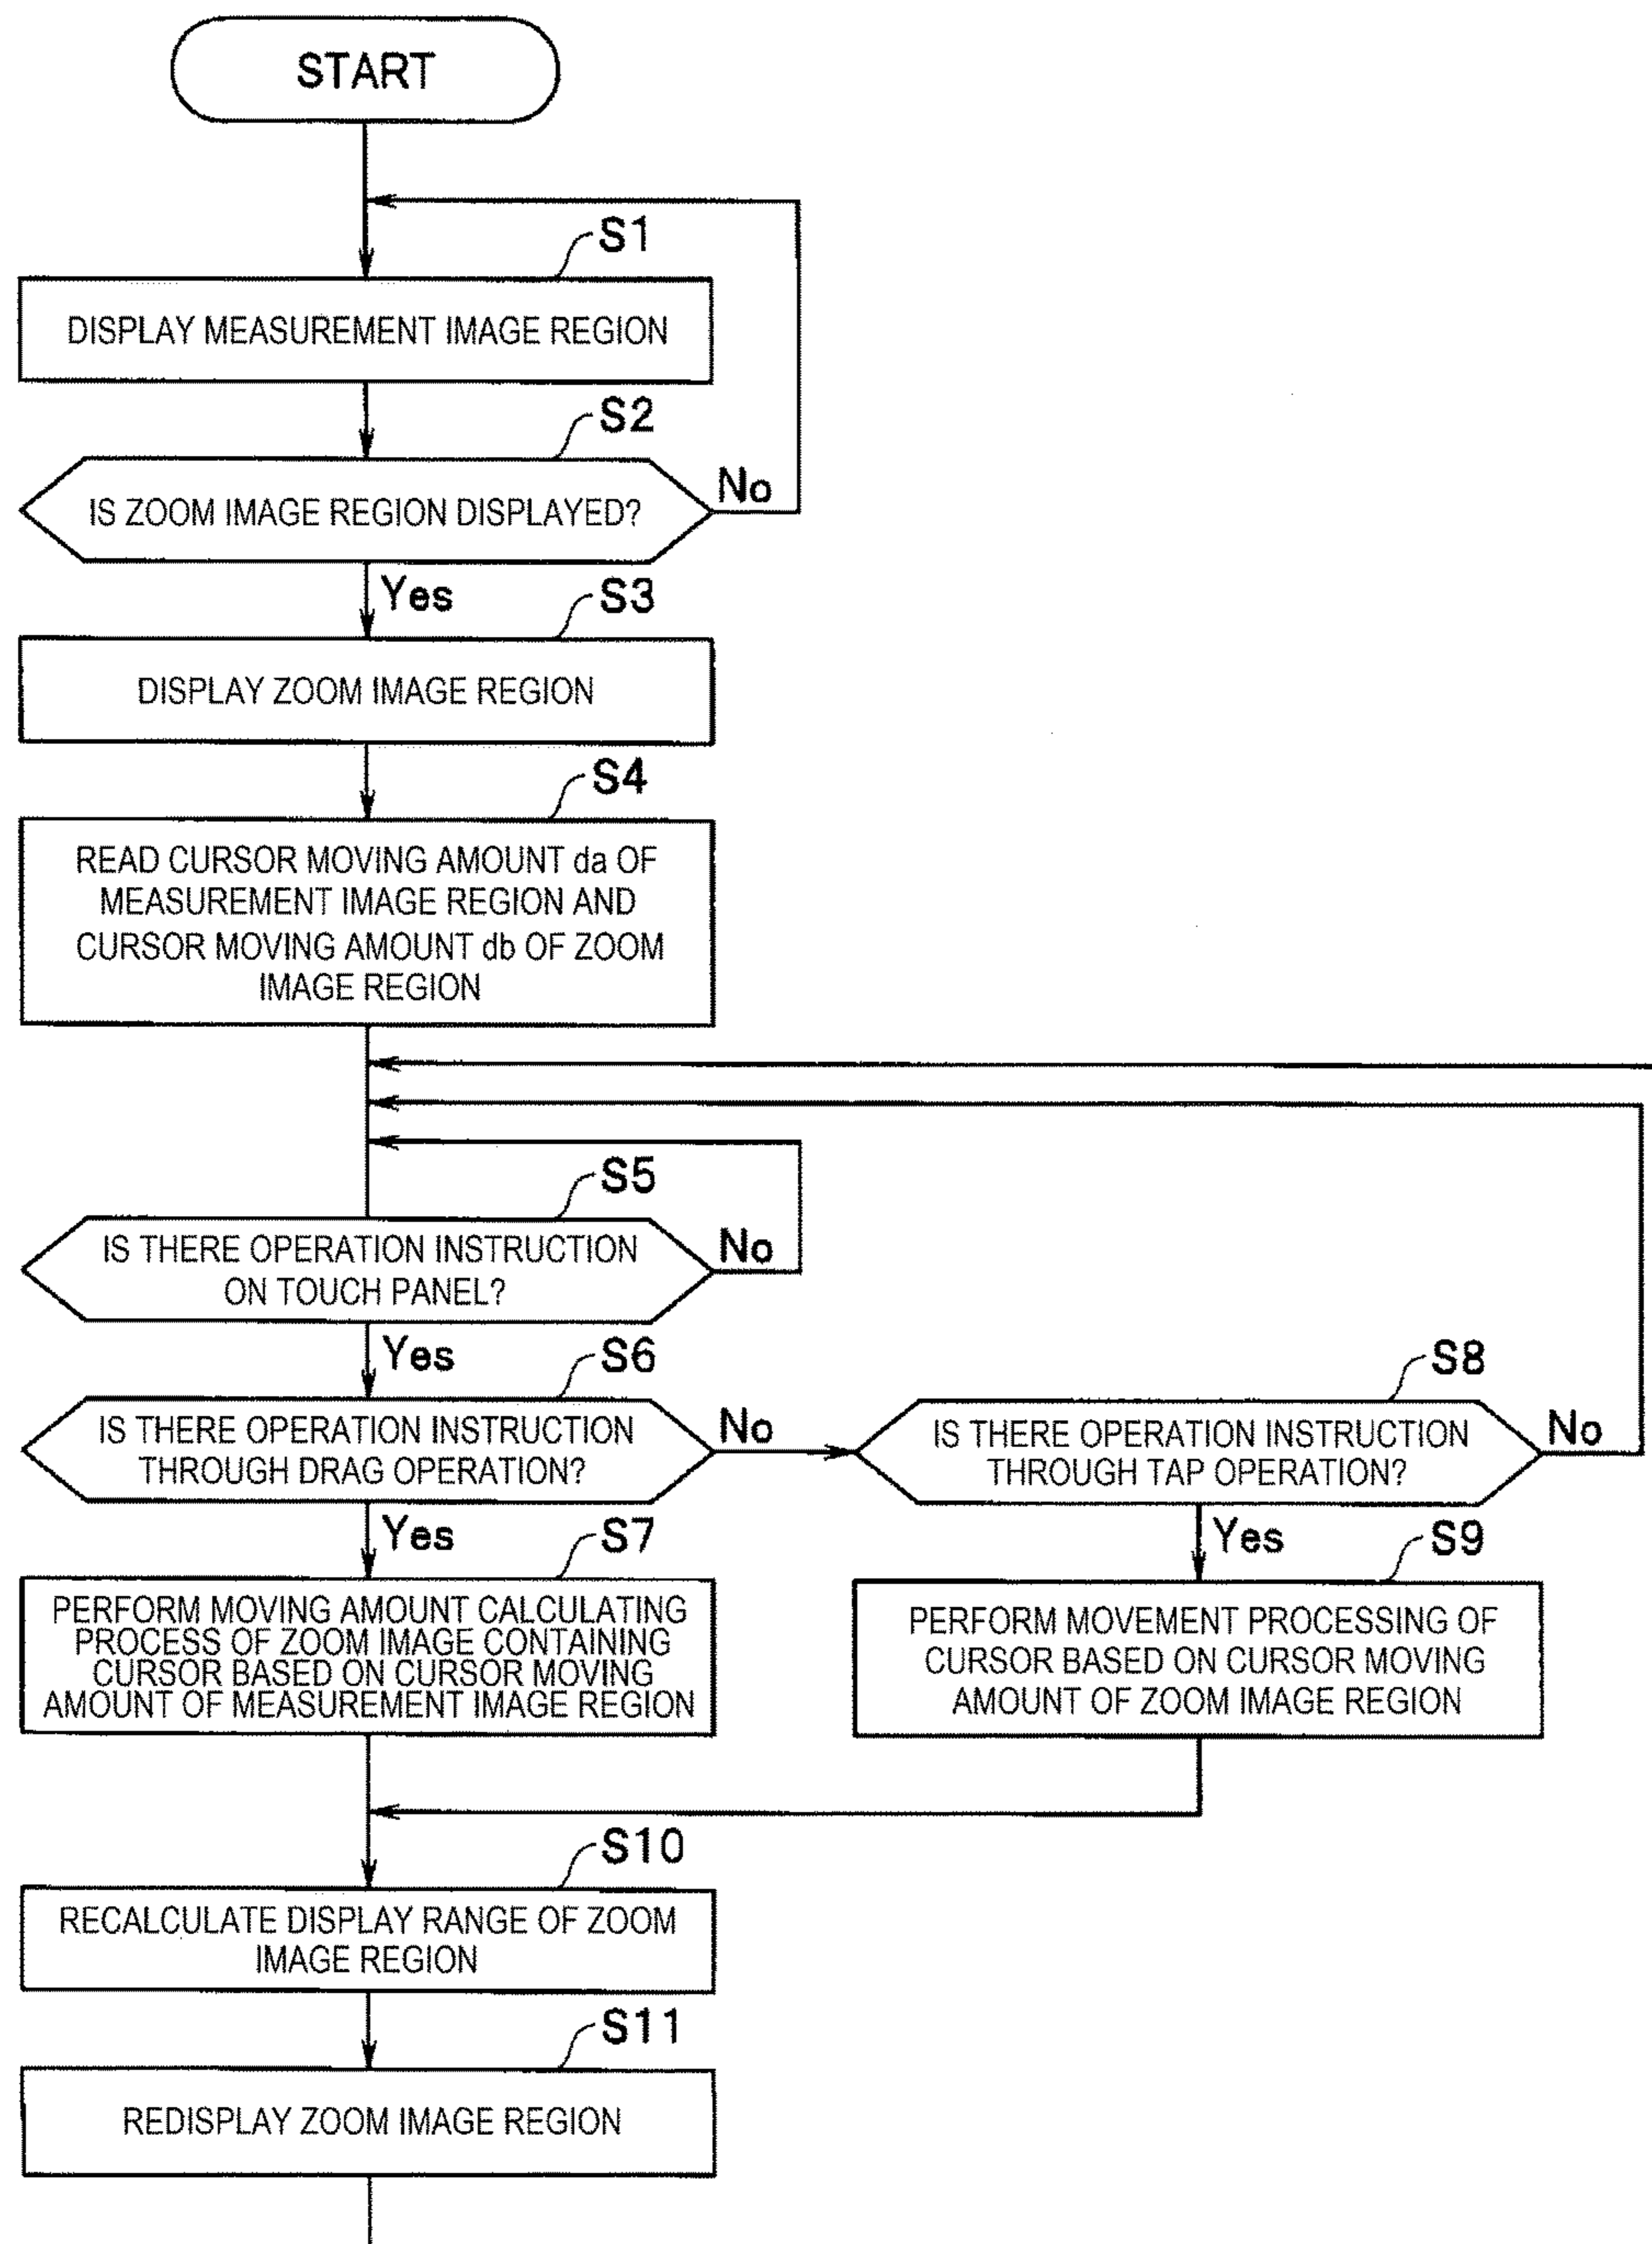 START
S1
DISPLAY MEASUREMENT IMAGE REGION
S2
IS ZOOM IMAGE REGION DISPLAYED?
No
Yes
S3
DISPLAY ZOOM IMAGE REGION
S4
READ CURSOR MOVING AMOUNT da OF
MEASUREMENT IMAGE REGION AND
CURSOR MOVING AMOUNT db OF ZOOM
IMAGE REGION
S5
IS THERE OPERATION INSTRUCTION
ON TOUCH PANEL?
No
Yes
S6
IS THERE OPERATION INSTRUCTION
THROUGH DRAG OPERATION?
No
S8
IS THERE OPERATION INSTRUCTION
THROUGH TAP OPERATION?
No
Yes
S7
PERFORM MOVING AMOUNT CALCULATING
PROCESS OF ZOOM IMAGE CONTAINING
CURSOR BASED ON CURSOR MOVING
AMOUNT OF MEASUREMENT IMAGE REGION
Yes
S9
PERFORM MOVEMENT PROCESSING OF
CURSOR BASED ON CURSOR MOVING
AMOUNT OF ZOOM IMAGE REGION
S10
RECALCULATE DISPLAY RANGE OF ZOOM
IMAGE REGION
S11
REDISPLAY ZOOM IMAGE REGION